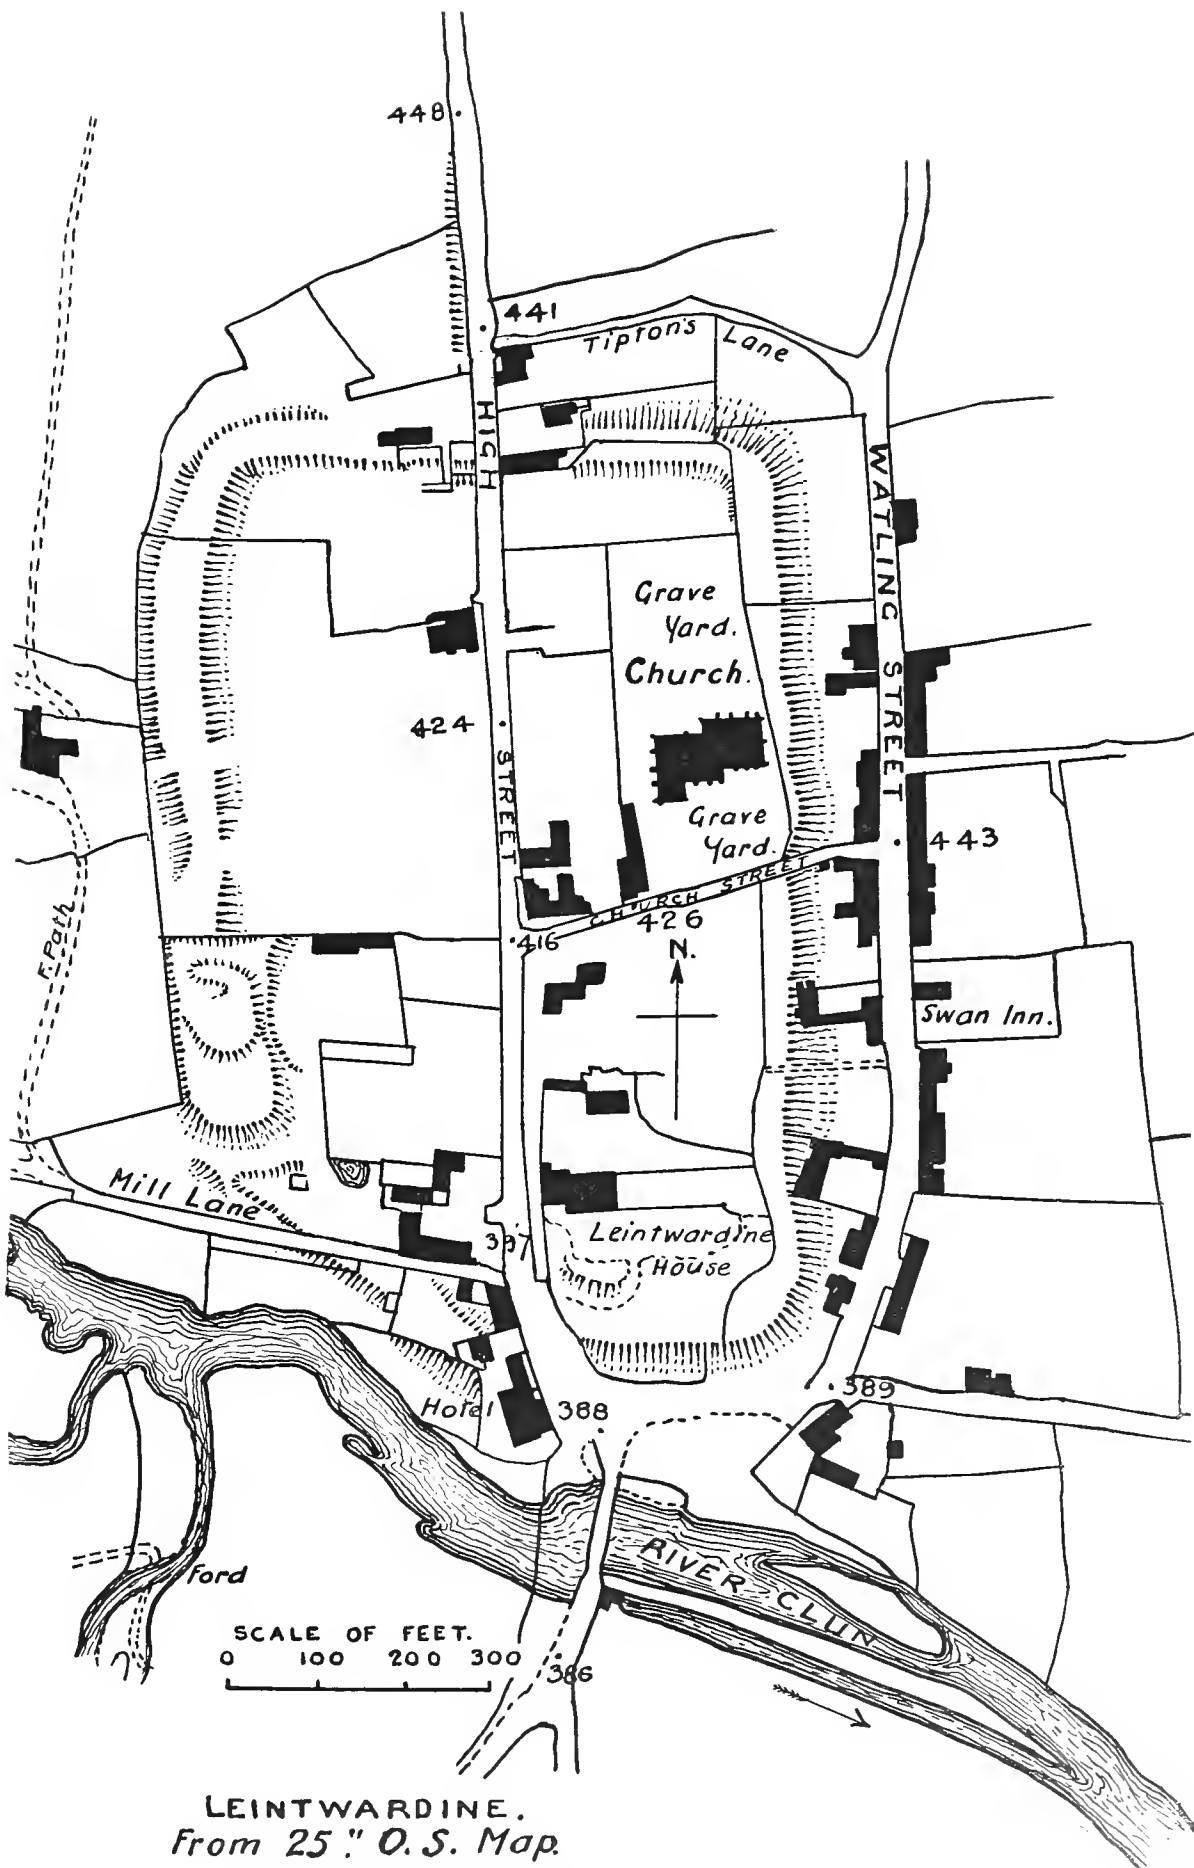 448
441
Tipton's Lane
HIGH STREET
WATLING STREET
Grave
Yard.
Church.
424
Grave
Yard.
443
CHURCH STREET
426
416
N.
F. Path
Swan Inn.
Mill Lane
397
Leintwardine
House
Hotel
388
389
RIVER CLUN
Ford
SCALE OF FEET.
0 100 200 300
386
LEINTWARDINE.
From 25". O.S. Map.